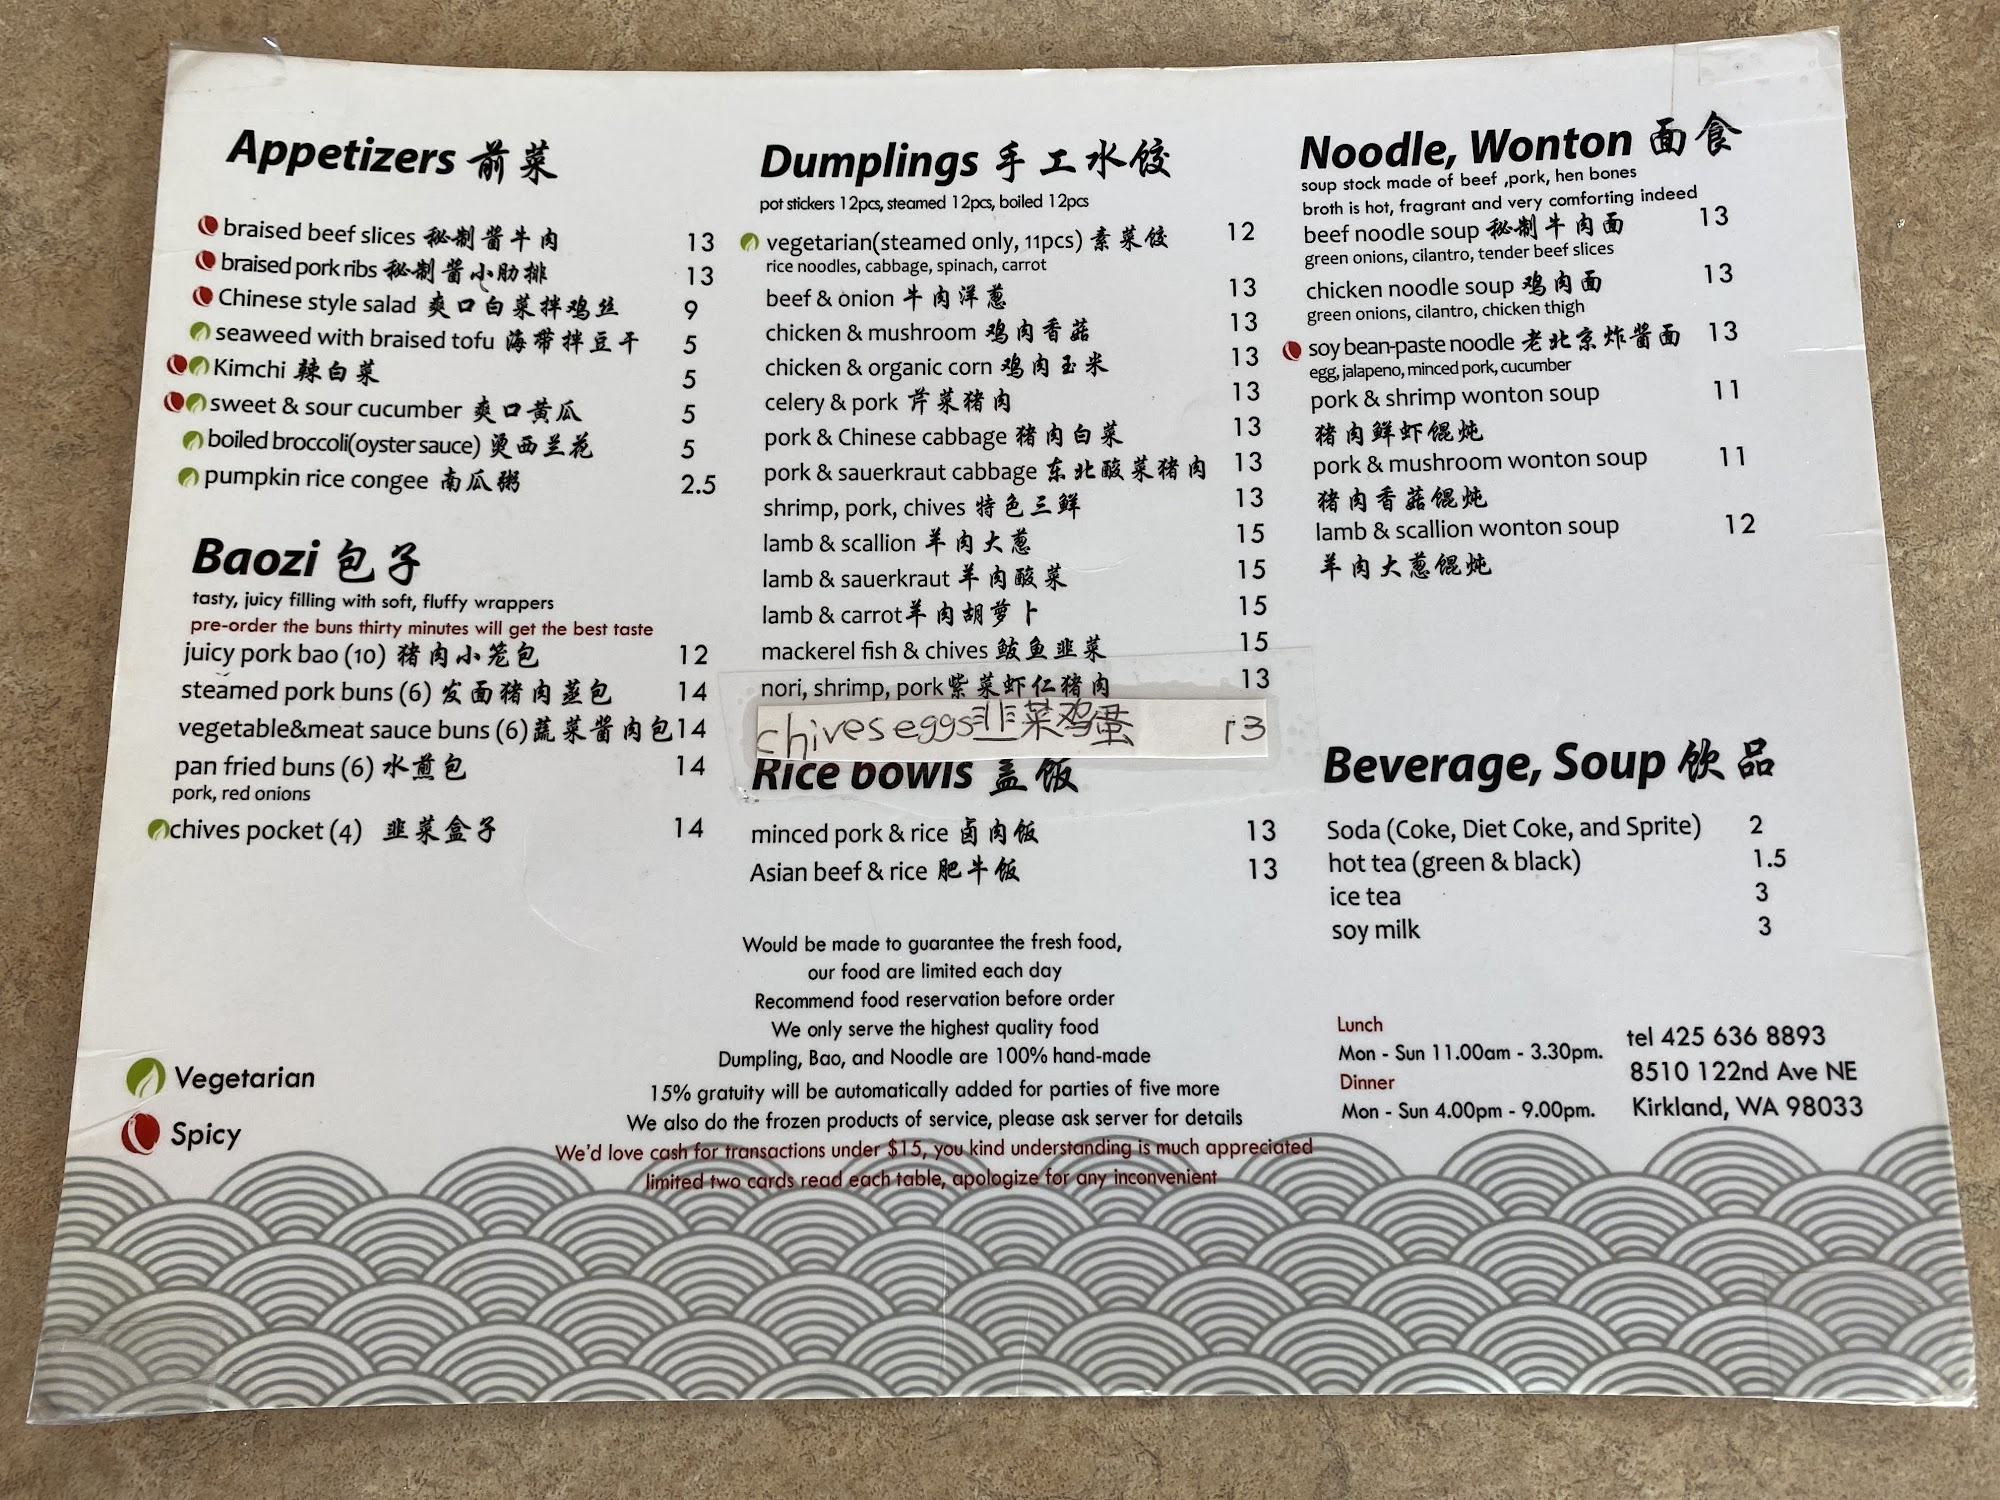 Appetizers 前菜
braised beef slices 秘制酱牛肉 13
braised pork ribs 秘制酱小肋排 13
Chinese style salad 爽口白菜拌鸡丝 9
seaweed with braised tofu 海带拌豆干 5
Kimchi 辣白菜 5
sweet & sour cucumber 爽口黄瓜 5
boiled broccoli(oyster sauce) 烫西兰花 5
pumpkin rice congee 南瓜粥 2.5
Baozi 包子
tasty, juicy filling with soft, fluffy wrappers
pre-order the buns thirty minutes will get the best taste
juicy pork bao (10) 猪肉小笼包 12
steamed pork buns (6) 发面猪肉蒸包 14
vegetable&meat sauce buns (6) 蔬菜酱肉包 14
pan fried buns (6) 水煎包 14
pork, red onions
chives pocket (4) 韭菜盒子 14
Vegetarian
Spicy
Dumplings 手工水饺
pot stickers 12pcs, steamed 12pcs, boiled 12pcs
vegetarian(steamed only, 11pcs) 素菜饺 12
rice noodles, cabbage, spinach, carrot
beef & onion 牛肉洋葱 13
chicken & mushroom 鸡肉香菇 13
chicken & organic corn 鸡肉玉米 13
celery & pork 芹菜猪肉 13
pork & Chinese cabbage 猪肉白菜 13
pork & sauerkraut cabbage 东北酸菜猪肉 13
shrimp, pork, chives 特色三鲜 13
lamb & scallion 羊肉大葱 15
lamb & sauerkraut 羊肉酸菜 15
lamb & carrot 羊肉胡萝卜 15
mackerel fish & chives 鲅鱼韭菜 15
nori, shrimp, pork 紫菜虾仁猪肉 13
chives eggs 韭菜鸡蛋 13
Rice bowls 盖饭
minced pork & rice 卤肉饭 13
Asian beef & rice 肥牛饭 13
Would be made to guarantee the fresh food,
our food are limited each day
Recommend food reservation before order
We only serve the highest quality food
Dumpling, Bao, and Noodle are 100% hand-made
15% gratuity will be automatically added for parties of five more
We also do the frozen products of service, please ask server for details
We'd love cash for transactions under $15, you kind understanding is much appreciated
limited two cards read each table, apologize for any inconvenient
Noodle, Wonton 面食
soup stock made of beef ,pork, hen bones
broth is hot, fragrant and very comforting indeed
beef noodle soup 秘制牛肉面 13
green onions, cilantro, tender beef slices
chicken noodle soup 鸡肉面 13
green onions, cilantro, chicken thigh
soy bean-paste noodle 老北京炸酱面 13
egg, jalapeno, minced pork, cucumber
pork & shrimp wonton soup 11
猪肉鲜虾馄炖
pork & mushroom wonton soup 11
猪肉香菇馄炖
lamb & scallion wonton soup 12
羊肉大葱馄炖
Beverage, Soup 饮品
Soda (Coke, Diet Coke, and Sprite) 2
hot tea (green & black) 1.5
ice tea 3
soy milk 3
Lunch
Mon - Sun 11.00am - 3.30pm.
Dinner
Mon - Sun 4.00pm - 9.00pm.
tel 425 636 8893
8510 122nd Ave NE
Kirkland, WA 98033